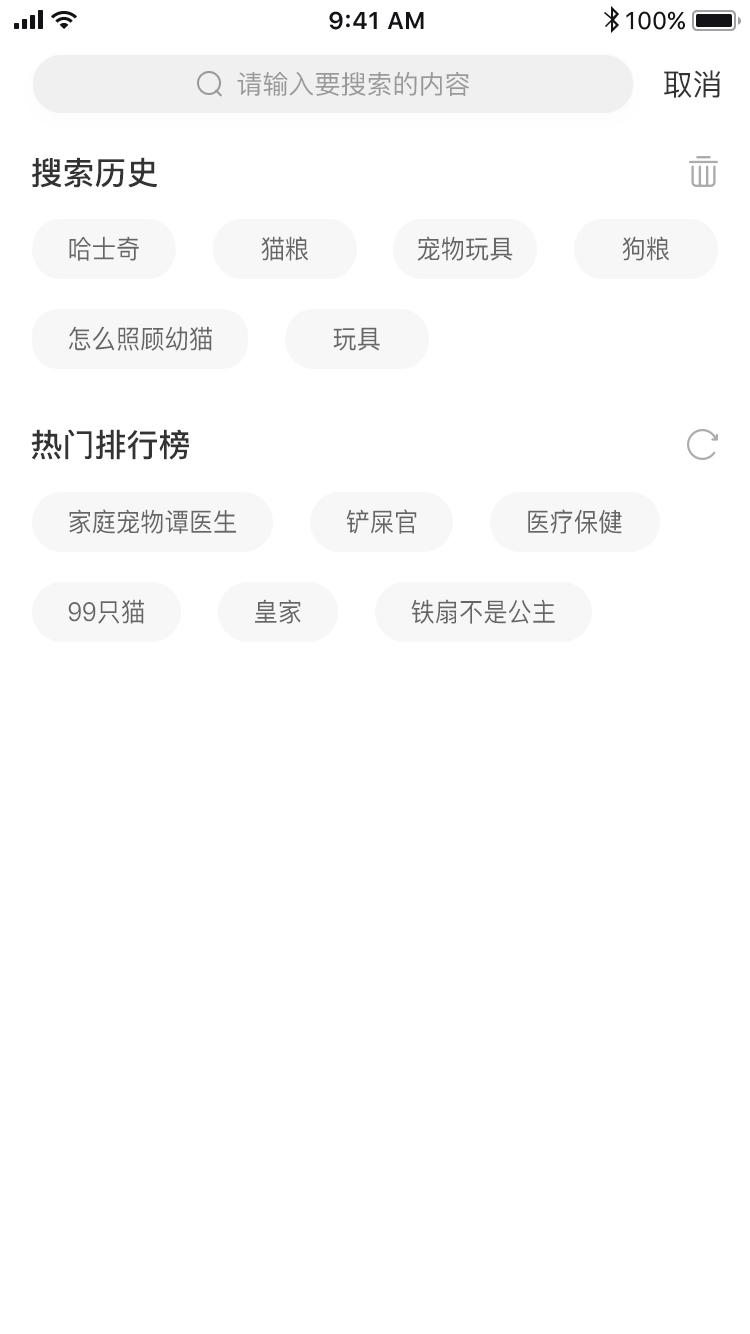 9:41 AM 100%
请输入要搜索的内容 取消
搜索历史
哈士奇 猫粮 宠物玩具 狗粮
怎么照顾幼猫 玩具
热门排行榜
家庭宠物谭医生 铲屎官 医疗保健
99只猫 皇家 铁扇不是公主